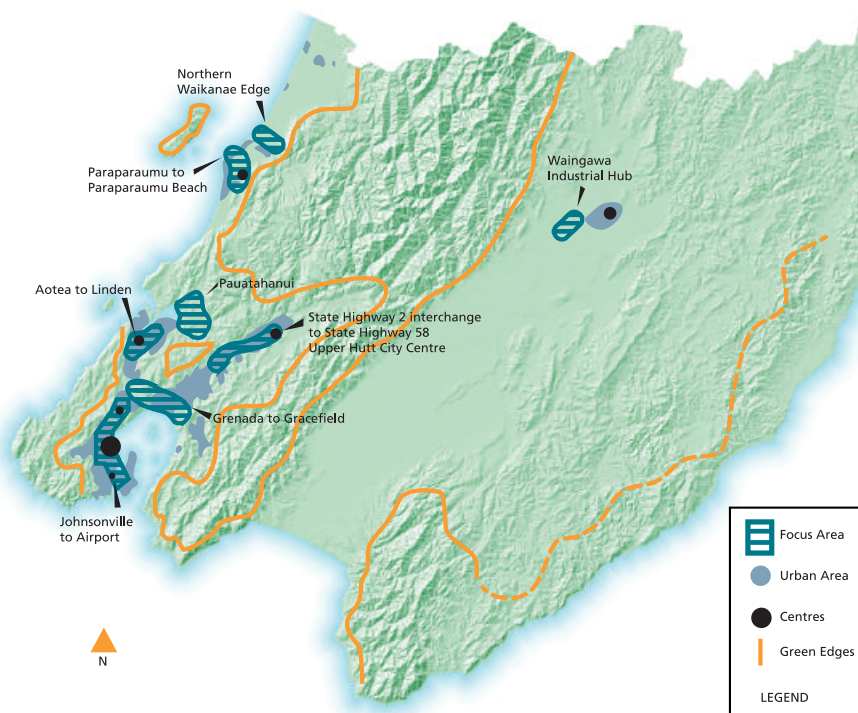 Northern
Waikanae Edge
Paraparaumu to
Paraparaumu Beach
Waingawa
Industrial Hub
Aotea to Linden
Pauatahanui
State Highway 2 interchange
to State Highway 58
Upper Hutt City Centre
Grenada to Gracefield
Johnsonville
to Airport
N
Focus Area
Urban Area
Centres
Green Edges
LEGEND